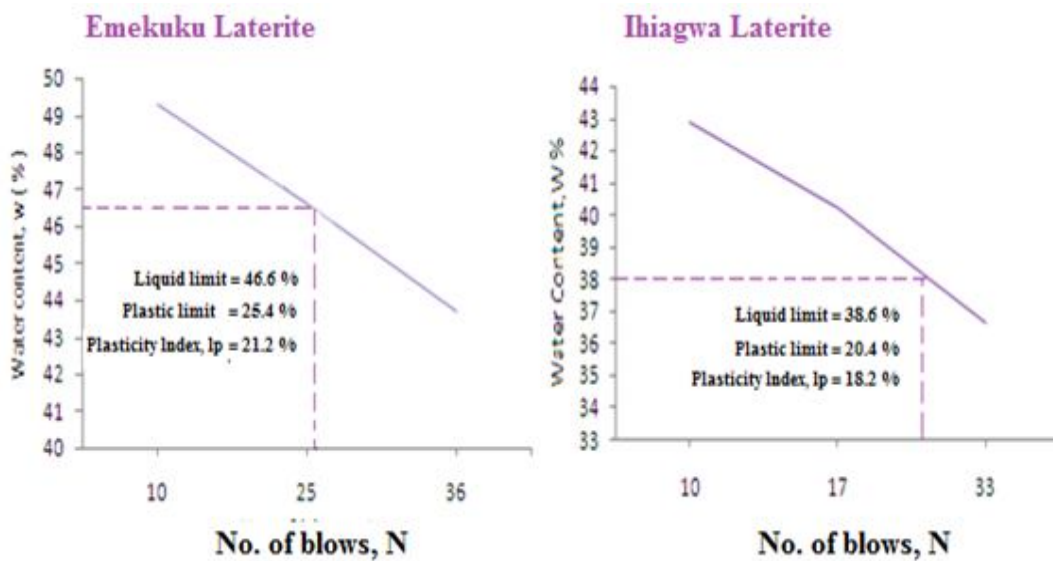 Emekuku Laterite
Water content, w ( % )
50
49
48
47
46
45
44
43
42
41
40
Liquid limit = 46.6 %
Plastic limit = 25.4 %
Plasticity Index, Ip = 21.2 %
10 25 36
No. of blows, N
Ihiagwa Laterite
Water Content, W %
44
43
42
41
40
39
38
37
36
35
34
33
Liquid limit = 38.6 %
Plastic limit = 20.4 %
Plasticity Index, Ip = 18.2 %
10 17 33
No. of blows, N